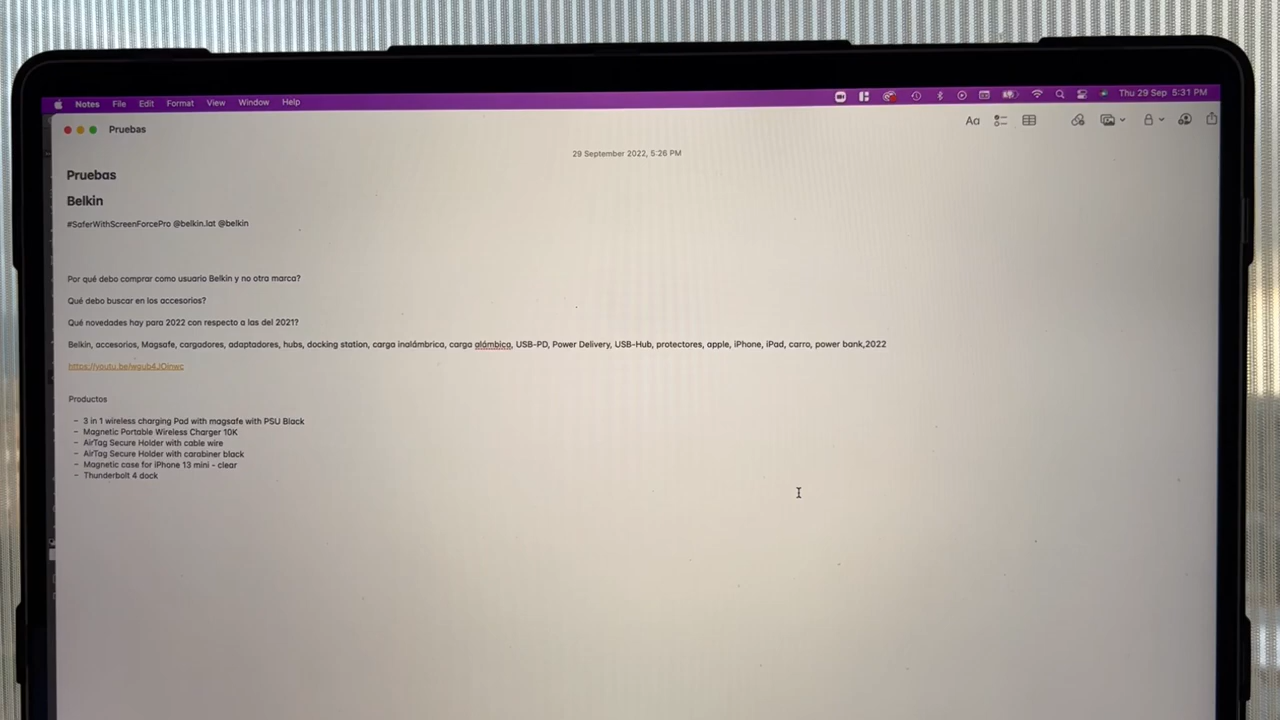 Notes File Edit Format View Window Help Thu 29 Sep 5:31 PM
Pruebas
Aa
29 September 2022, 5:26 PM
Pruebas
Belkin
#SaferWithScreenForcePro @belkin.lat @belkin
Por qué debo comprar como usuario Belkin y no otra marca?
Qué debo buscar en los accesorios?
Qué novedades hay para 2022 con respecto a las del 2021?
Belkin, accesorios, Magsafe, cargadores, adaptadores, hubs, docking station, carga inalámbrica, carga alámbica, USB-PD, Power Delivery, USB-Hub, protectores, apple, iPhone, iPad, carro, power bank,2022
Productos
- 3 in 1 wireless charging Pad with magsafe with PSU Black
- Magnetic Portable Wireless Charger 10K
- AirTag Secure Holder with cable wire
- AirTag Secure Holder with carabiner black
- Magnetic case for iPhone 13 mini - clear
- Thunderbolt 4 dock